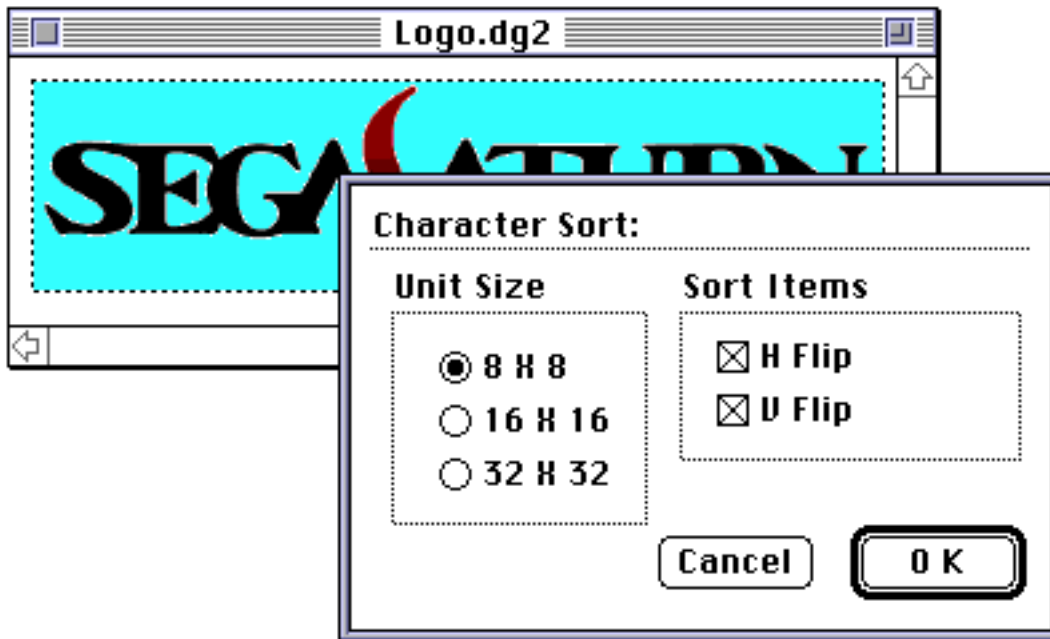 Logo.dg2
SEGA SATURN
Character Sort:
Unit Size
8 X 8
16 X 16
32 X 32
Sort Items
H Flip
V Flip
Cancel
OK